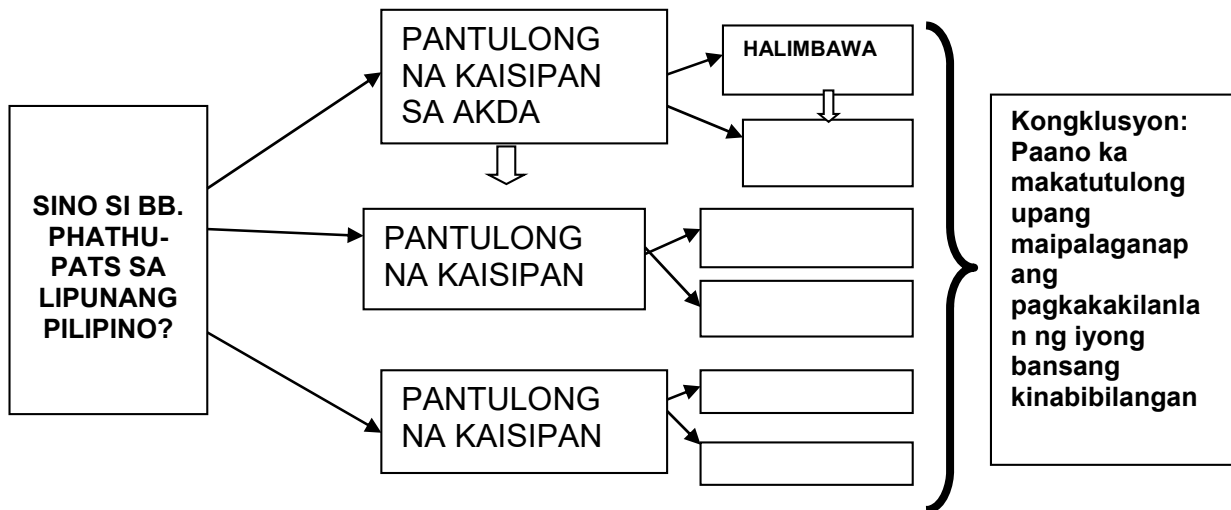 SINO SI BB.
PHATHU-
PATS SA
LIPUNANG
PILIPINO?
PANTULONG
NA KAISIPAN
SA AKDA
HALIMBAWA
PANTULONG
NA KAISIPAN
PANTULONG
NA KAISIPAN
Kongklusyon:
Paano ka
makatutulong
upang
maipalaganap
ang
pagkakakilanla
n ng iyong
bansang
kinabibilangan